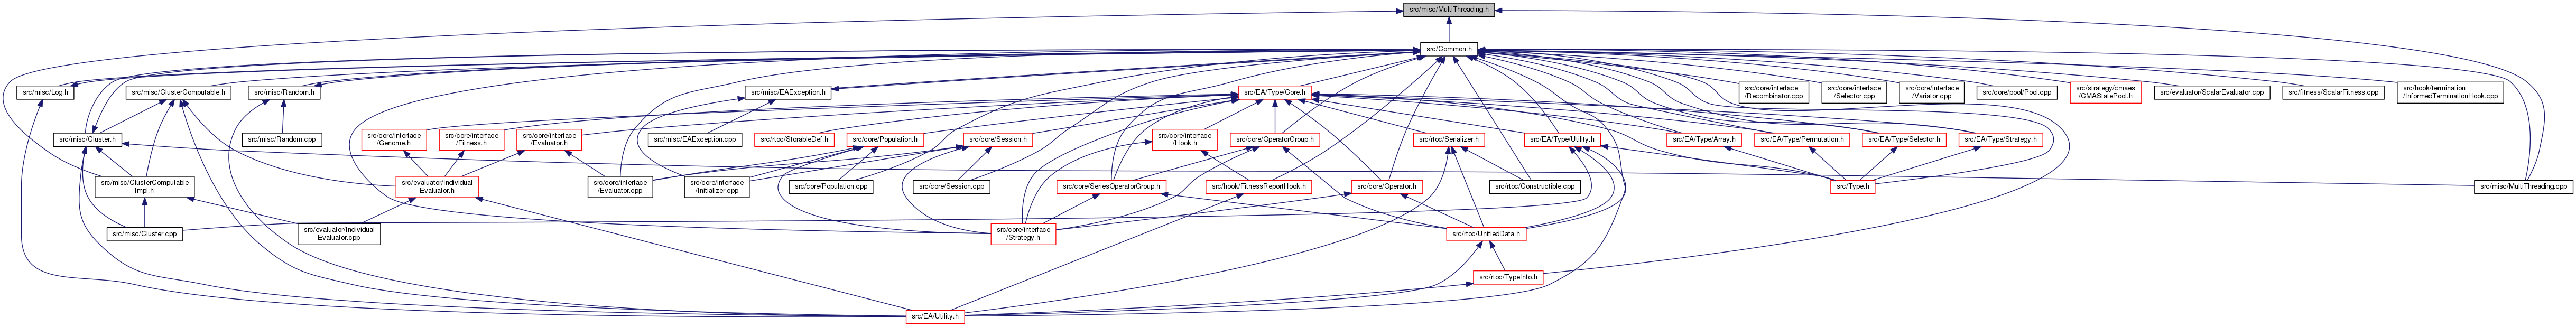 src/misc/MultiThreading.h
src/Common.h
src/misc/Log.h
src/misc/ClusterComputable.h
src/misc/Random.h
src/misc/EAException.h
src/EA/Type/Core.h
src/core/interface
/Recombinator.cpp
src/core/interface
/Selector.cpp
src/core/interface
/Variator.cpp
src/core/pool/Pool.cpp
src/strategy/cmaes
/CMAStatePool.h
src/evaluator/ScalarEvaluator.cpp
src/fitness/ScalarFitness.cpp
src/hook/termination
/InformedTerminationHook.cpp
src/misc/Cluster.h
src/misc/Random.cpp
src/core/interface
/Genome.h
src/core/interface
/Fitness.h
src/core/interface
/Evaluator.h
src/misc/EAException.cpp
src/rtoc/StorableDef.h
src/core/Population.h
src/core/Session.h
src/core/interface
/Hook.h
src/core/OperatorGroup.h
src/rtoc/Serializer.h
src/EA/Type/Utility.h
src/EA/Type/Array.h
src/EA/Type/Permutation.h
src/EA/Type/Selector.h
src/EA/Type/Strategy.h
src/misc/ClusterComputable
Impl.h
src/evaluator/Individual
Evaluator.h
src/core/interface
/Evaluator.cpp
src/core/interface
/Initializer.cpp
src/core/Population.cpp
src/core/Session.cpp
src/core/SeriesOperatorGroup.h
src/hook/FitnessReportHook.h
src/core/Operator.h
src/rtoc/Constructible.cpp
src/Type.h
src/misc/MultiThreading.cpp
src/misc/Cluster.cpp
src/evaluator/Individual
Evaluator.cpp
src/core/interface
/Strategy.h
src/rtoc/UnifiedData.h
src/rtoc/TypeInfo.h
src/EA/Utility.h